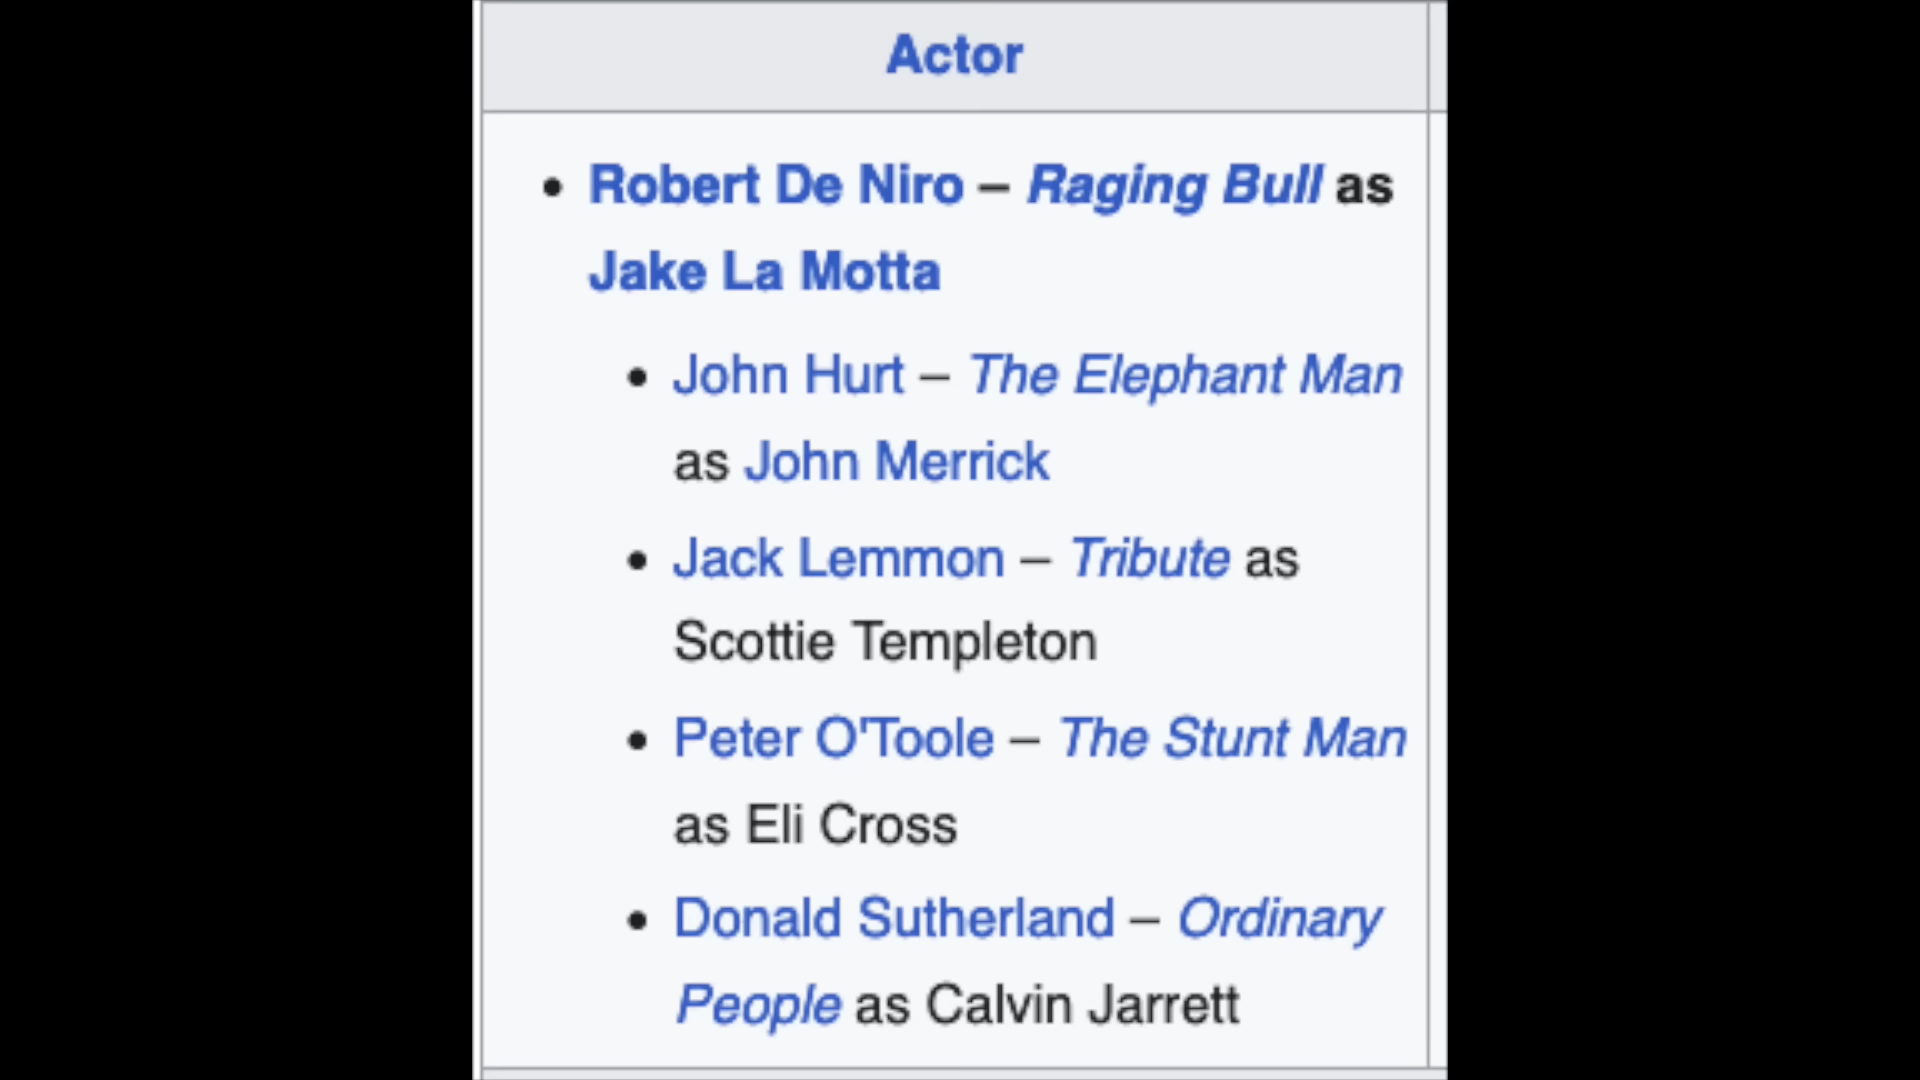 Actor
• Robert De Niro – Raging Bull as
Jake La Motta
• John Hurt – The Elephant Man
as John Merrick
• Jack Lemmon – Tribute as
Scottie Templeton
• Peter O'Toole – The Stunt Man
as Eli Cross
• Donald Sutherland – Ordinary
People as Calvin Jarrett